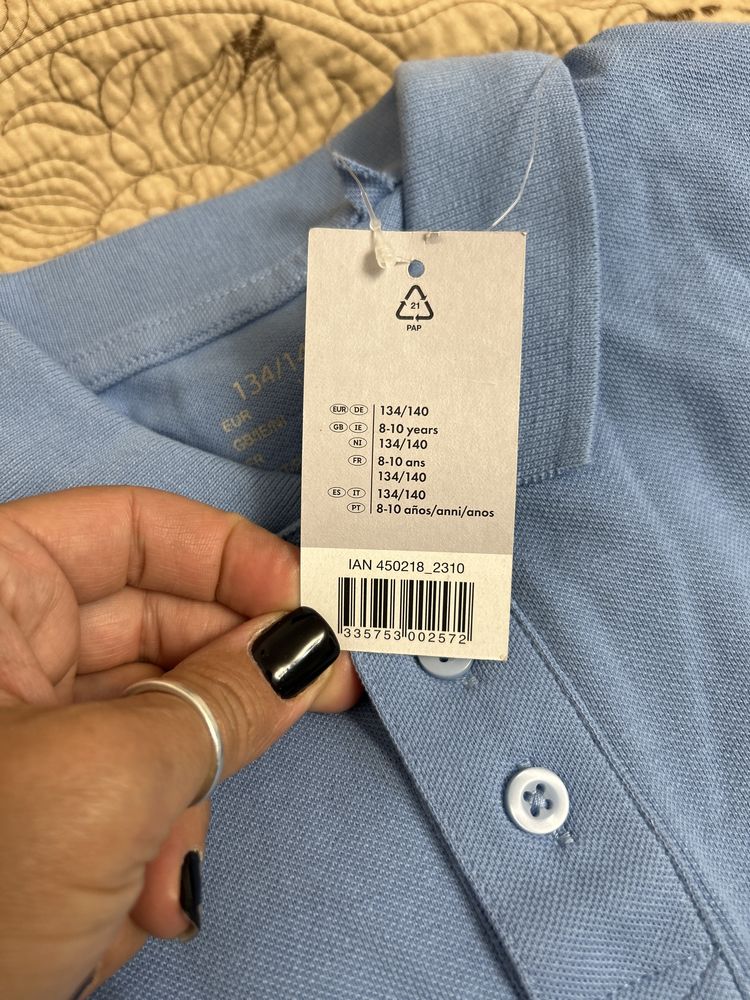 21
PAP
EUR DE 134/140
GB IE 8-10 years
NI 134/140
FR 8-10 ans
134/140
ES IT 134/140
PT 8-10 años/anni/anos
IAN 450218_2310
335753 002572
134/14
EUR